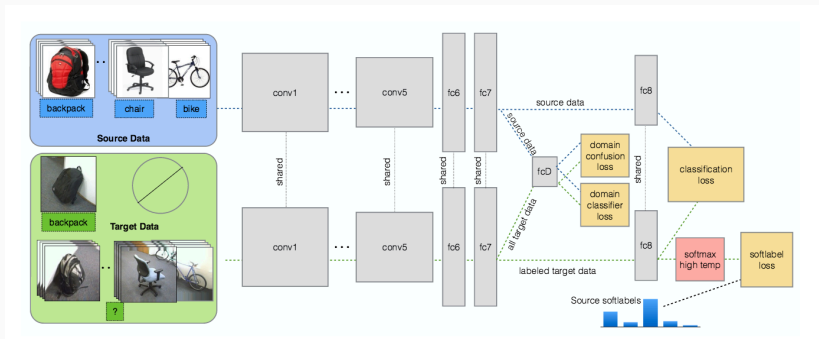 backpack
chair
bike
Source Data
backpack
Target Data
?
conv1
conv5
fc6
fc7
source data
fc8
shared
shared
shared
shared
source data
fcD
domain
confusion
loss
domain
classifier
loss
shared
classification
loss
all target data
conv1
conv5
fc6
fc7
labeled target data
fc8
softmax
high temp
softlabel
loss
Source softlabels